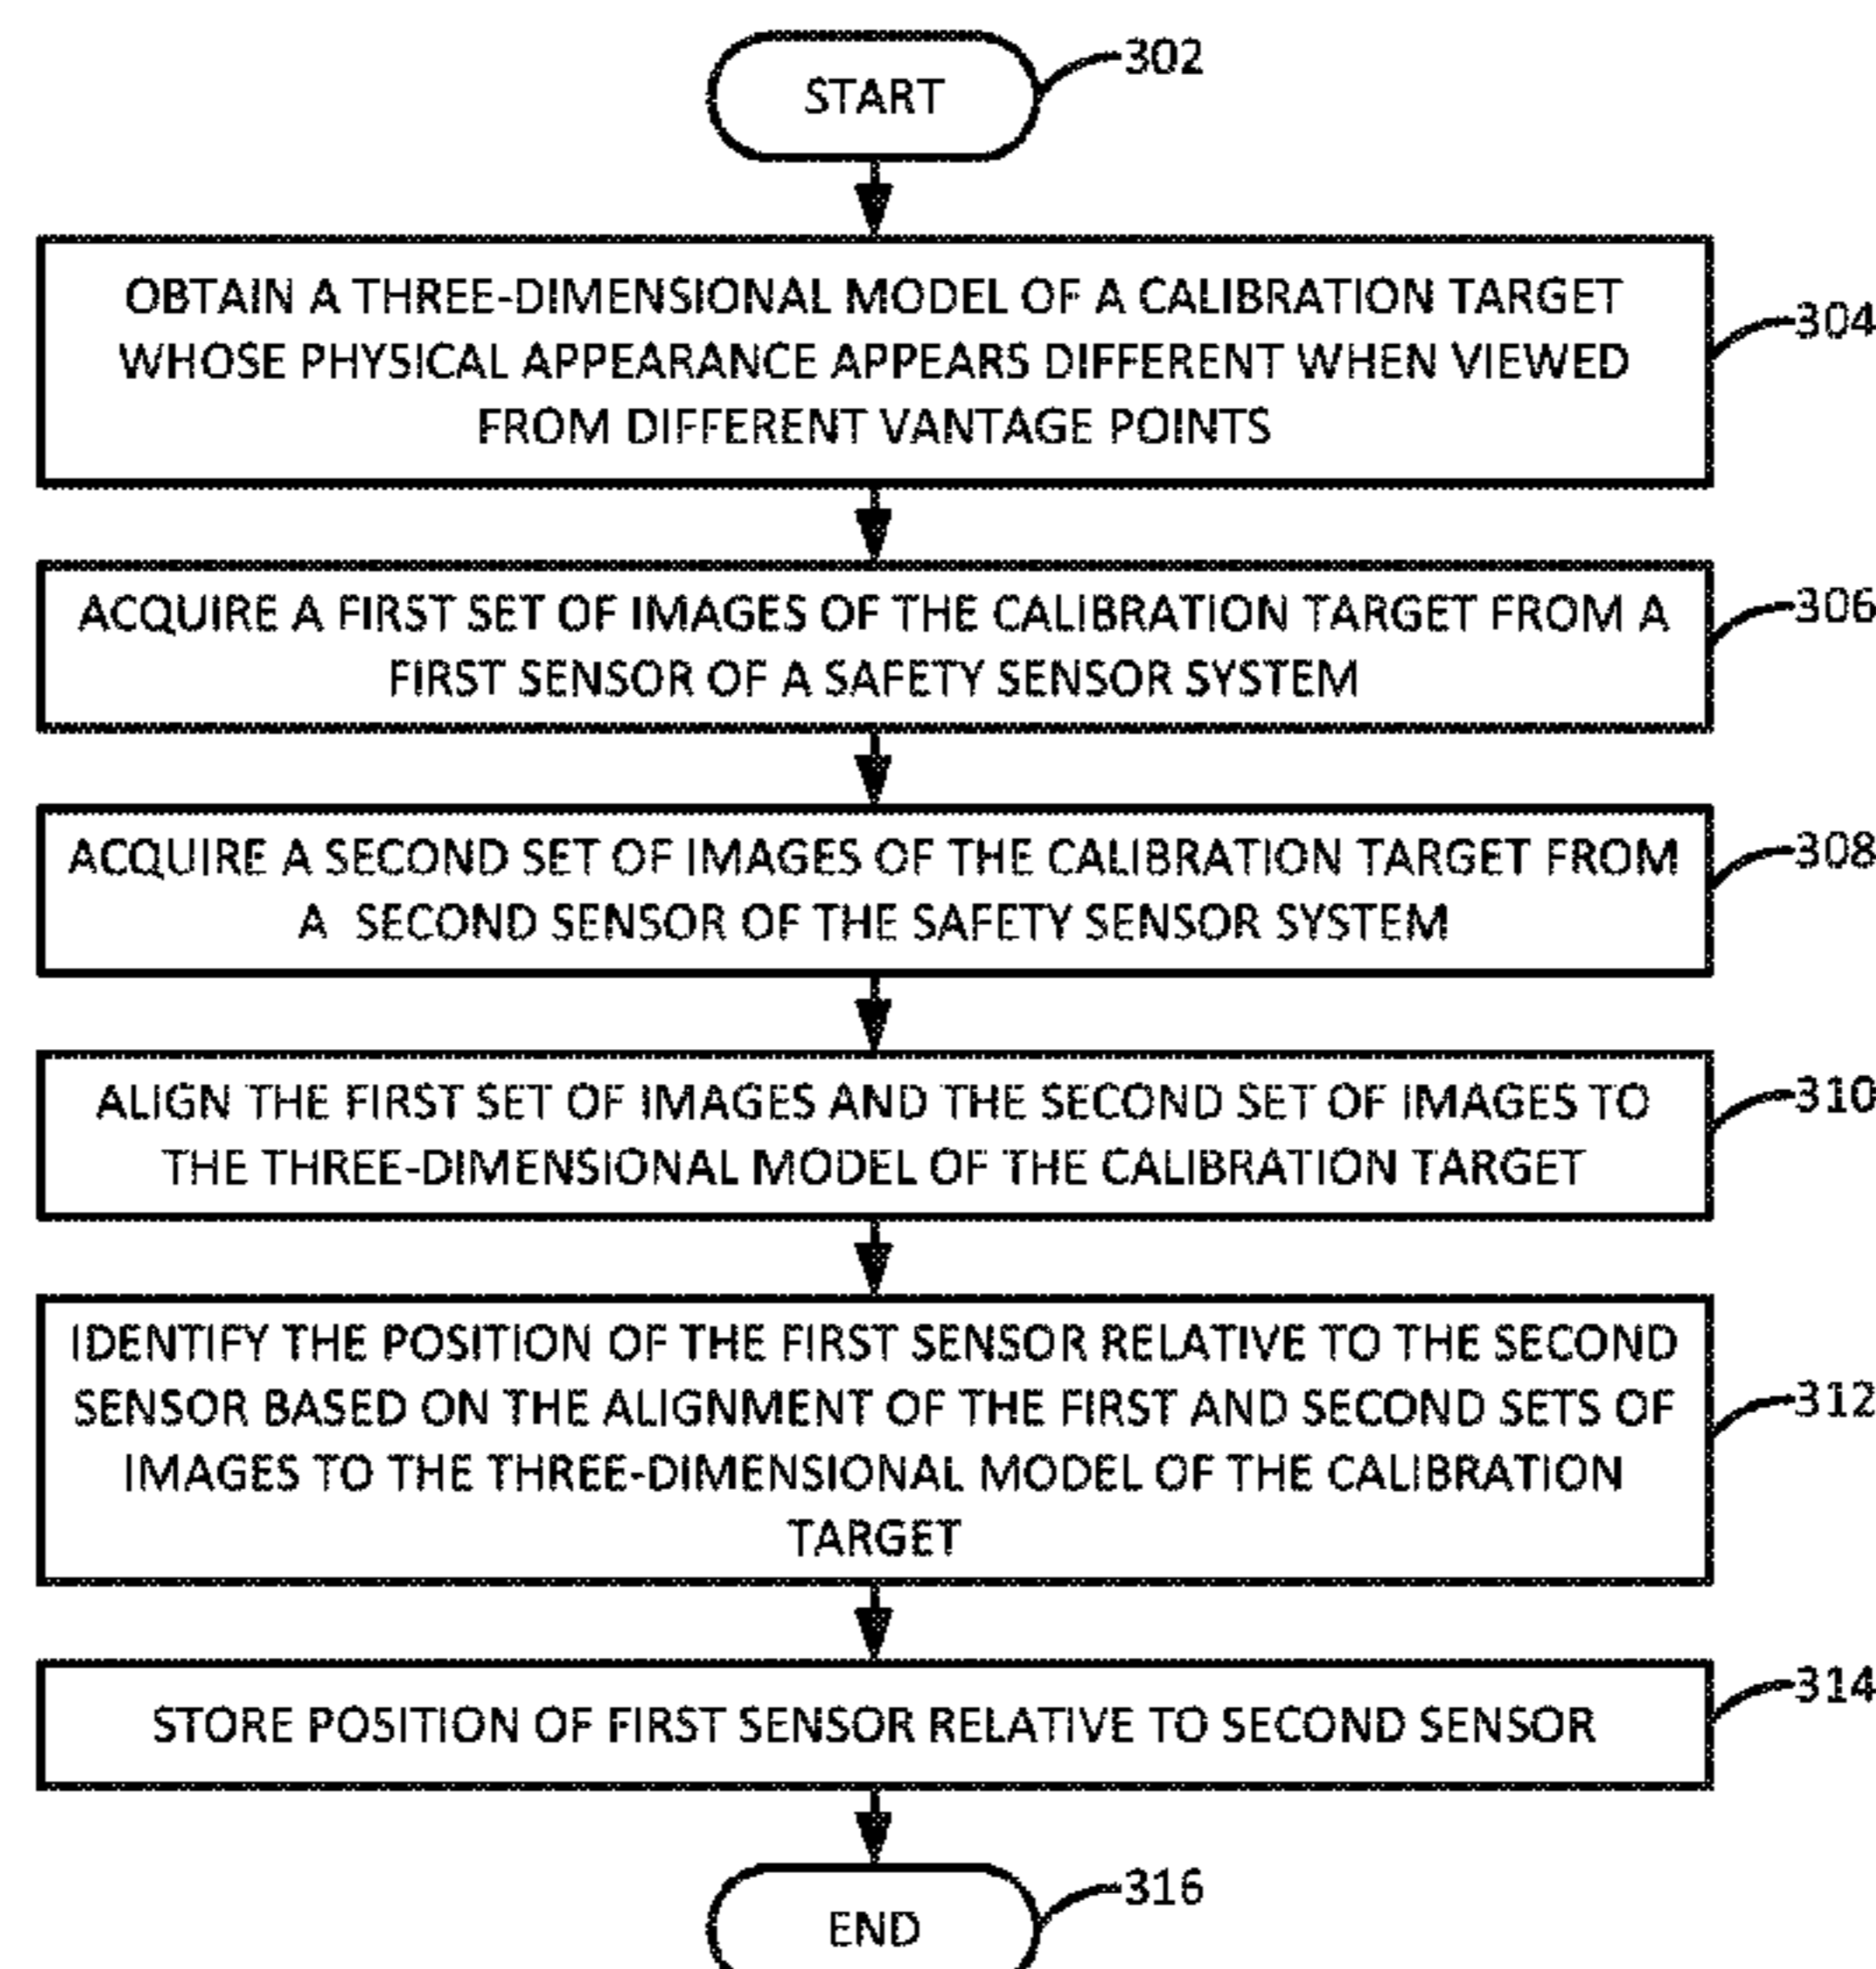 302
START
OBTAIN A THREE-DIMENSIONAL MODEL OF A CALIBRATION TARGET
WHOSE PHYSICAL APPEARANCE APPEARS DIFFERENT WHEN VIEWED
FROM DIFFERENT VANTAGE POINTS
304
ACQUIRE A FIRST SET OF IMAGES OF THE CALIBRATION TARGET FROM A
FIRST SENSOR OF A SAFETY SENSOR SYSTEM
306
ACQUIRE A SECOND SET OF IMAGES OF THE CALIBRATION TARGET FROM
A SECOND SENSOR OF THE SAFETY SENSOR SYSTEM
308
ALIGN THE FIRST SET OF IMAGES AND THE SECOND SET OF IMAGES TO
THE THREE-DIMENSIONAL MODEL OF THE CALIBRATION TARGET
310
IDENTIFY THE POSITION OF THE FIRST SENSOR RELATIVE TO THE SECOND
SENSOR BASED ON THE ALIGNMENT OF THE FIRST AND SECOND SETS OF
IMAGES TO THE THREE-DIMENSIONAL MODEL OF THE CALIBRATION
TARGET
312
STORE POSITION OF FIRST SENSOR RELATIVE TO SECOND SENSOR
314
316
END